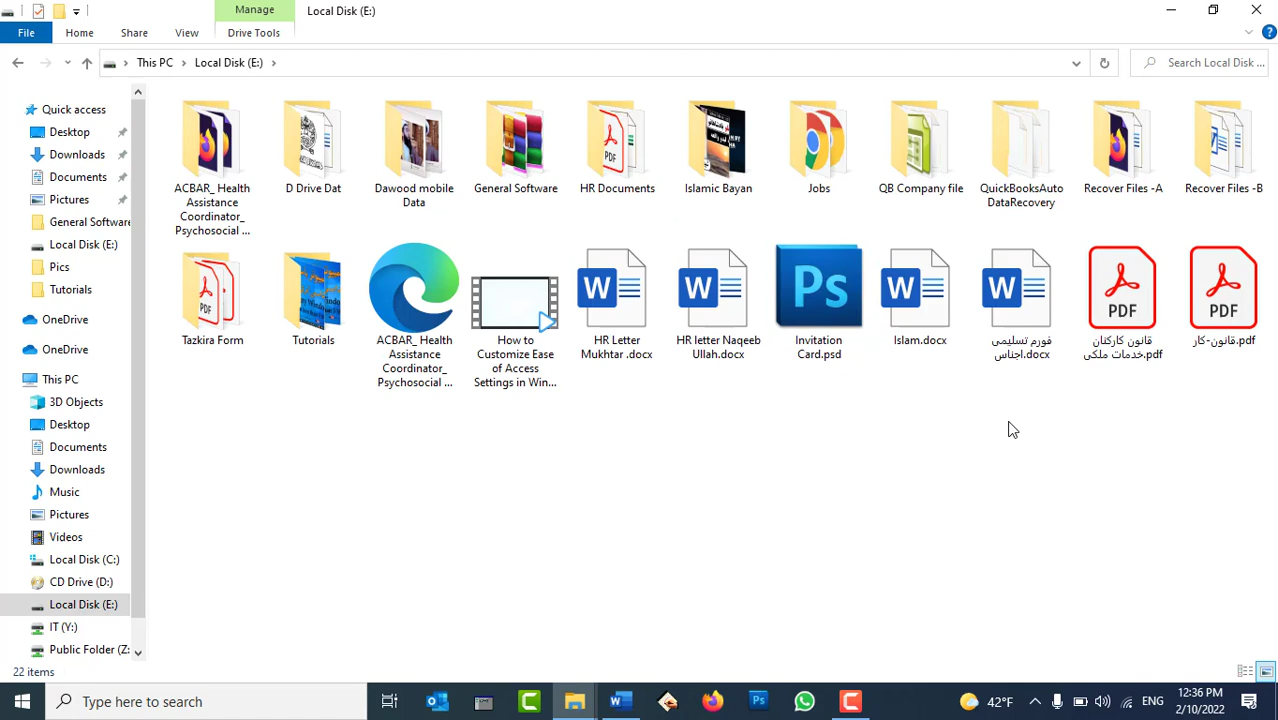 Manage
Local Disk (E:)
File
Home
Share
View
Drive Tools
This PC
Local Disk (E:)
Search Local Disk ...
Quick access
Desktop
Downloads
Documents
Pictures
General Software
Local Disk (E:)
Pics
Tutorials
OneDrive
OneDrive
This PC
3D Objects
Desktop
Documents
Downloads
Music
Pictures
Videos
Local Disk (C:)
CD Drive (D:)
Local Disk (E:)
IT (Y:)
Public Folder (Z:
ACBAR_ Health
Assistance
Coordinator_
Psychosocial ...
D Drive Dat
Dawood mobile
Data
General Software
HR Documents
Islamic Bayan
Jobs
QB Company file
QuickBooksAuto
DataRecovery
Recover Files -A
Recover Files -B
Tazkira Form
Tutorials
ACBAR_ Health
Assistance
Coordinator_
Psychosocial ...
How to
Customize Ease
of Access
Settings in Win...
HR Letter
Mukhtar .docx
HR letter Naqeeb
Ullah.docx
Invitation
Card.psd
Islam.docx
فورم تسلیمی
اجناس.docx
قانون کارکنان
خدمات ملکی.pdf
قانون-کار.pdf
PDF
W
W
Ps
W
W
PDF
PDF
PDF
22 items
Type here to search
42°F
ENG
12:36 PM
2/10/2022